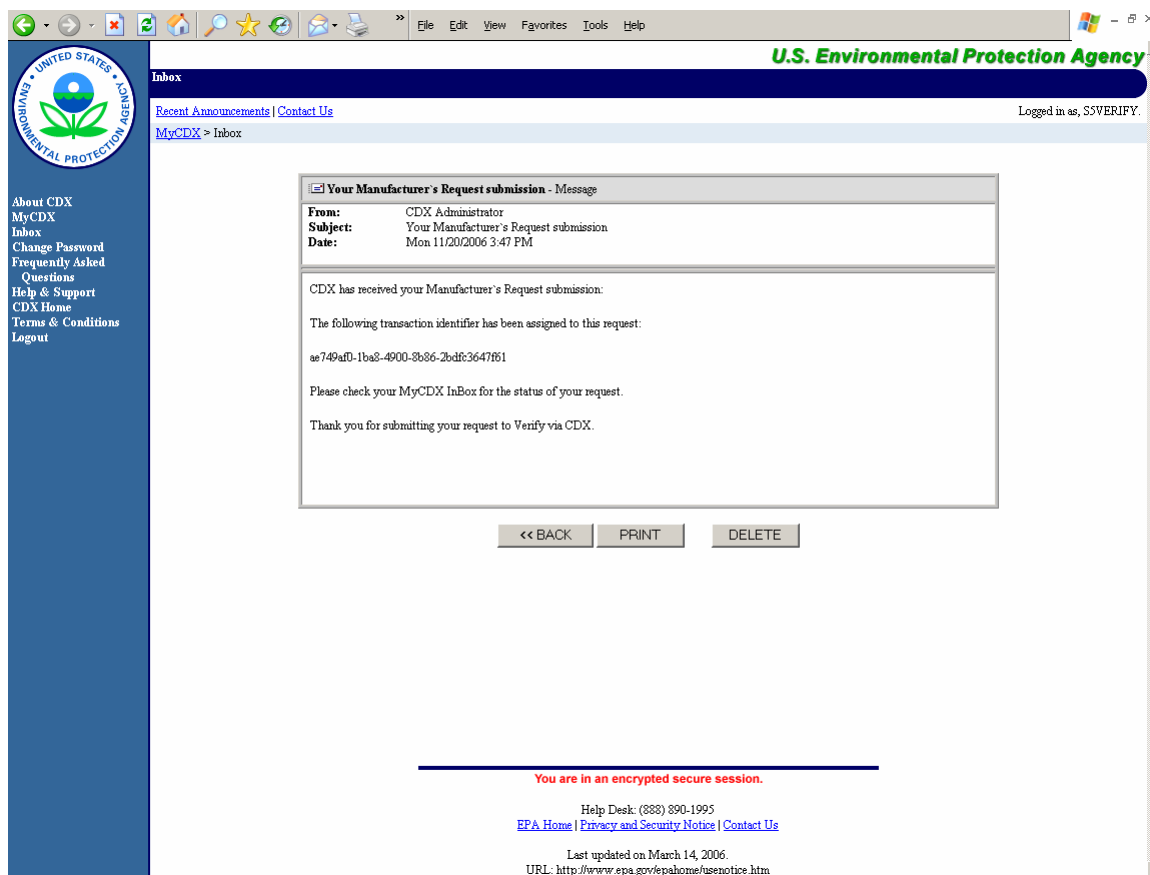 » File Edit View Favorites Tools Help
UNITED STATES ENVIRONMENTAL PROTECTION AGENCY
U.S. Environmental Protection Agency
Inbox
Recent Announcements | Contact Us
Logged in as, S5VERIFY.
MyCDX > Inbox
About CDX
MyCDX
Inbox
Change Password
Frequently Asked
Questions
Help & Support
CDX Home
Terms & Conditions
Logout
Your Manufacturer`s Request submission - Message
From: CDX Administrator
Subject: Your Manufacturer`s Request submission
Date: Mon 11/20/2006 3:47 PM
CDX has received your Manufacturer`s Request submission:
The following transaction identifier has been assigned to this request:
ae749af0-1ba8-4900-8b86-2bdfc3647f61
Please check your MyCDX InBox for the status of your request.
Thank you for submitting your request to Verify via CDX.
<< BACK PRINT DELETE
You are in an encrypted secure session.
Help Desk: (888) 890-1995
EPA Home | Privacy and Security Notice | Contact Us
Last updated on March 14, 2006.
URL: http://www.epa.gov/epahome/usenotice.htm